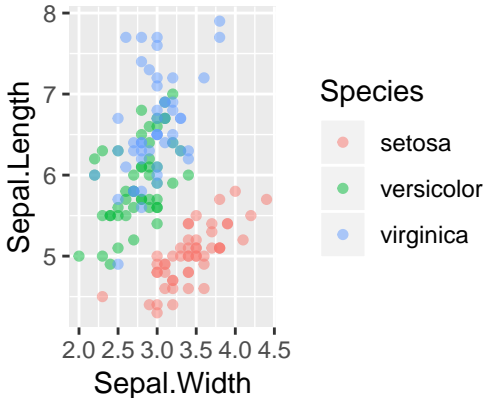 8
7
6
5
Sepal.Length
2.0 2.5 3.0 3.5 4.0 4.5
Sepal.Width
Species
setosa
versicolor
virginica